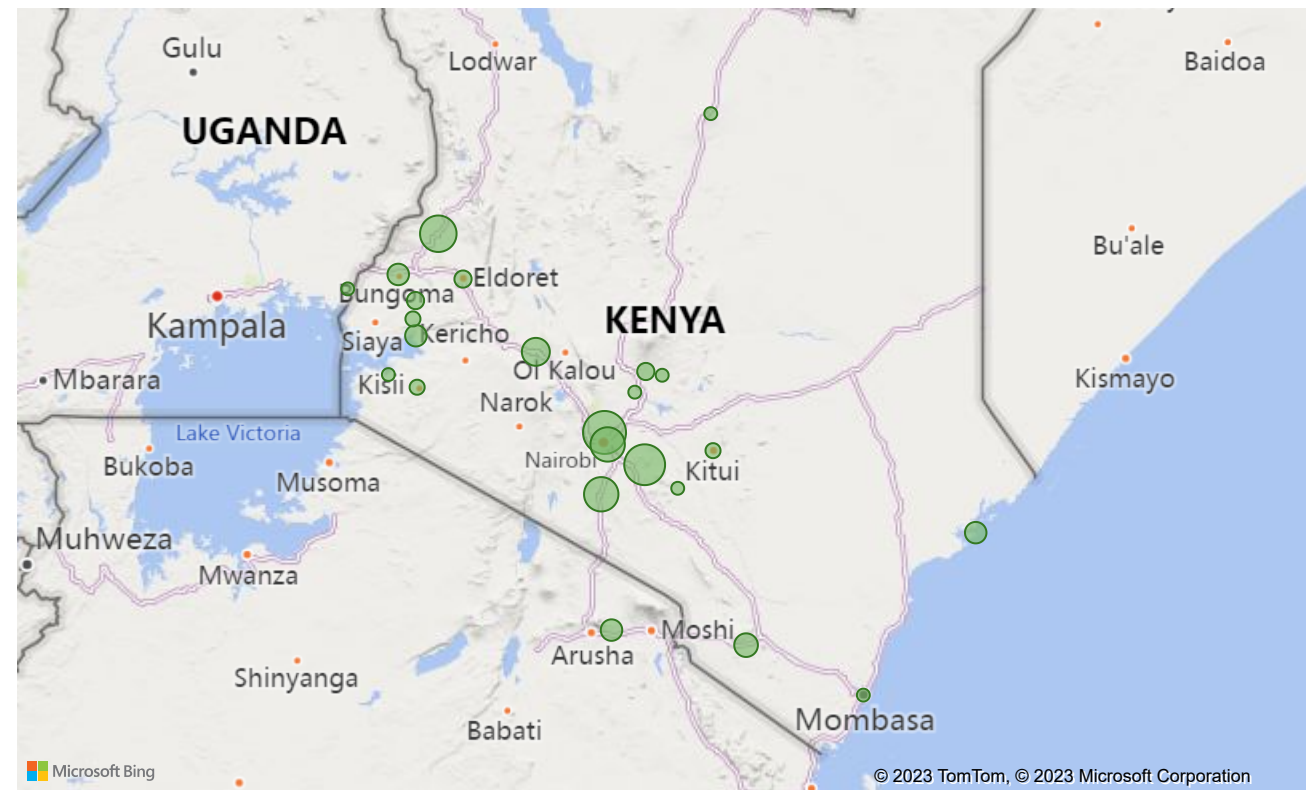 Gulu
Lodwar
Baidoa
UGANDA
Bu'ale
Eldoret
Bungoma
Kampala
KENYA
Siaya
Kericho
Ol Kalou
Mbarara
Kisii
Kismayo
Narok
Lake Victoria
Bukoba
Nairobi
Kitui
Musoma
Muhweza
Mwanza
Moshi
Arusha
Shinyanga
Mombasa
Babati
Microsoft Bing
© 2023 TomTom, © 2023 Microsoft Corporation